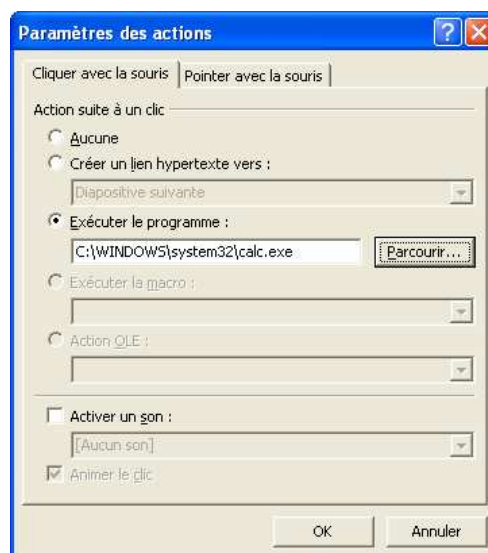 Paramètres des actions
Cliquer avec la souris Pointer avec la souris
Action suite à un clic
Aucune
Créer un lien hypertexte vers :
Diapositive suivante
Exécuter le programme :
C:\WINDOWS\system32\calc.exe Parcourir...
Exécuter la macro :
Action OLE :
Activer un son :
[Aucun son]
Animer le clic
OK Annuler